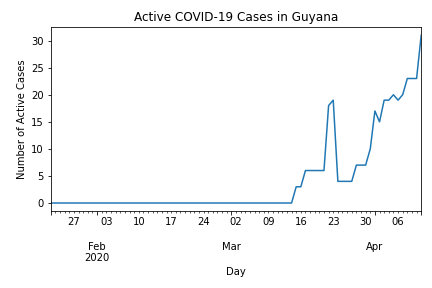 Active COVID-19 Cases in Guyana
30
25
20
15
10
5
0
Number of Active Cases
27 03 10 17 24 02 09 16 23 30 06
Feb Mar Apr
2020
Day